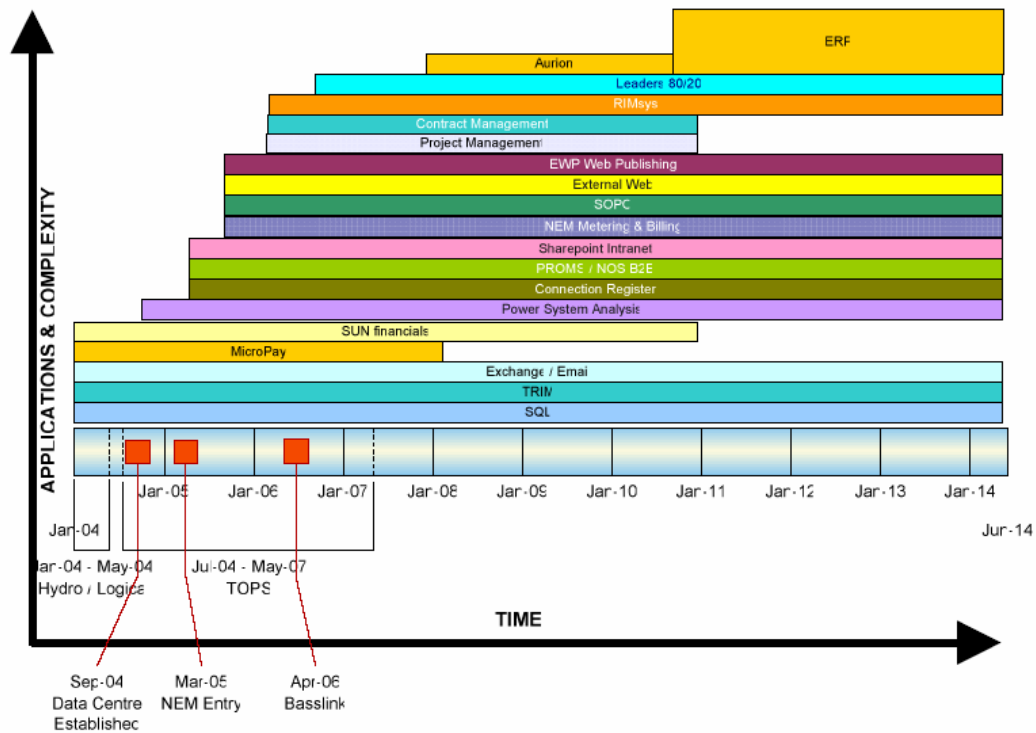 ERP
Aurion
Leaders 80/20
RIMsys
Contract Management
Project Management
EWP Web Publishing
External Web
SOPC
NEM Metering & Billing
Sharepoint Intranet
PROMS / NOS B2B
Connection Register
Power System Analysis
SUN financials
MicroPay
Exchange / Email
TRIM
SQL
APPLICATIONS & COMPLEXITY
Jan-05 Jan-06 Jan-07 Jan-08 Jan-09 Jan-10 Jan-11 Jan-12 Jan-13 Jan-14
Jan-04 Jun-14
Jan-04 - May-04 Jul-04 - May-07
Hydro / Logica TOPS
TIME
Sep-04 Mar-05 Apr-06
Data Centre NEM Entry Basslink
Established